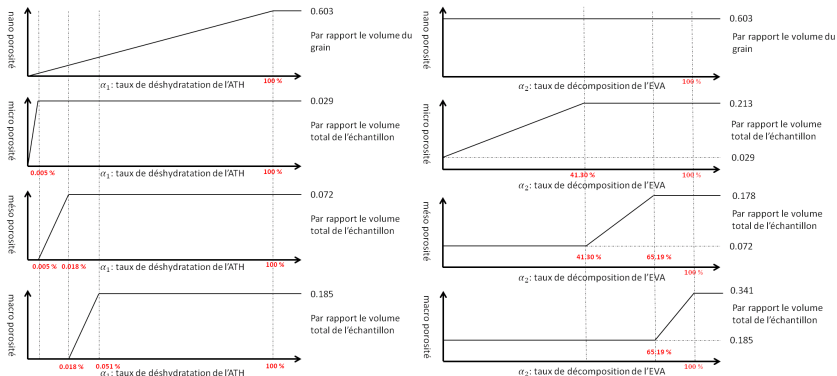 nano porosité
0.603
Par rapport le volume du
grain
100 %
α₁: taux de déshydratation de l'ATH
micro porosité
0.029
Par rapport le volume
total de l'échantillon
0.005 %
100 %
α₁: taux de déshydratation de l'ATH
méso porosité
0.072
Par rapport le volume
total de l'échantillon
0.005 %
0.018 %
100 %
α₁: taux de déshydratation de l'ATH
macro porosité
0.185
Par rapport le volume
total de l'échantillon
0.018 %
0.051 %
100 %
α₁: taux de déshydratation de l'ATH
nano porosité
0.603
Par rapport le volume du
grain
100 %
α₂: taux de décomposition de l'EVA
micro porosité
0.213
Par rapport le volume
total de l'échantillon
0.029
41.30 %
100 %
α₂: taux de décomposition de l'EVA
méso porosité
0.178
Par rapport le volume
total de l'échantillon
0.072
41.30 %
65,19 %
100 %
α₂: taux de décomposition de l'EVA
macro porosité
0.341
Par rapport le volume
total de l'échantillon
0.185
65;19 %
100 %
α₂: taux de décomposition de l'EVA